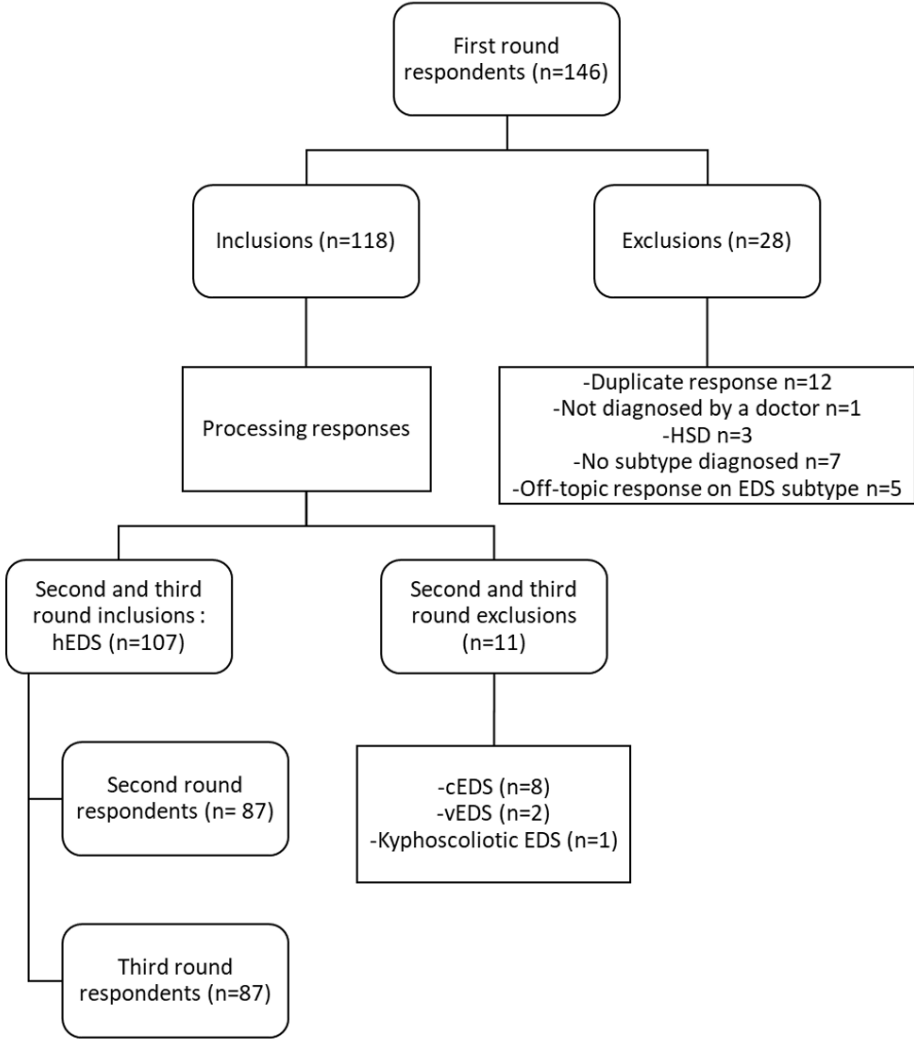 First round
respondents (n=146)
Inclusions (n=118)
Exclusions (n=28)
Processing responses
-Duplicate response n=12
-Not diagnosed by a doctor n=1
-HSD n=3
-No subtype diagnosed n=7
-Off-topic response on EDS subtype n=5
Second and third
round inclusions :
hEDS (n=107)
Second and third
round exclusions
(n=11)
Second round
respondents (n= 87)
-cEDS (n=8)
-vEDS (n=2)
-Kyphoscoliotic EDS (n=1)
Third round
respondents (n=87)